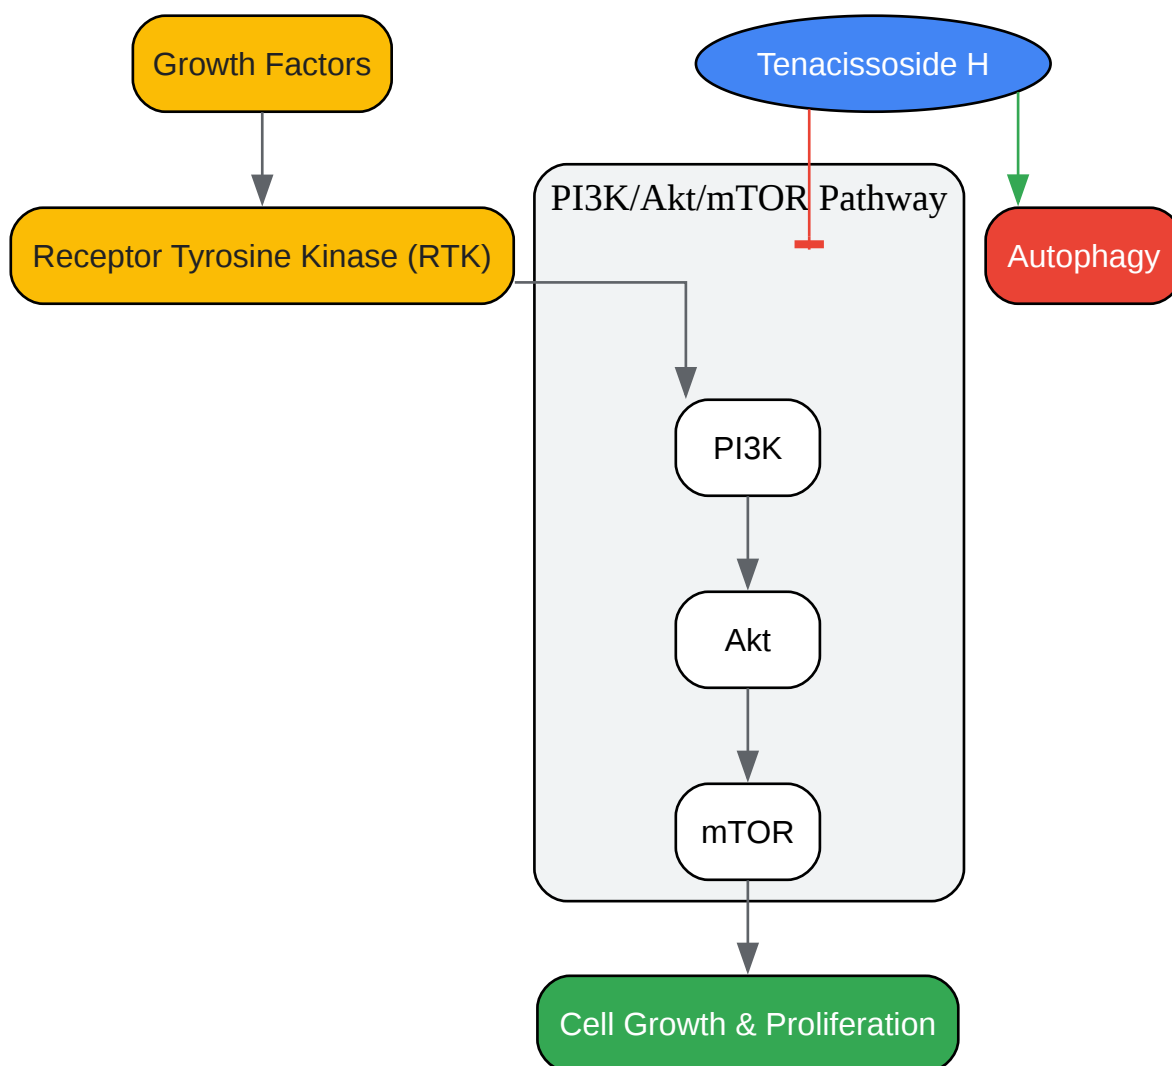 Growth Factors
Tenacissoside H
PI3K/Akt/mTOR Pathway
Receptor Tyrosine Kinase (RTK)
Autophagy
PI3K
Akt
mTOR
Cell Growth & Proliferation